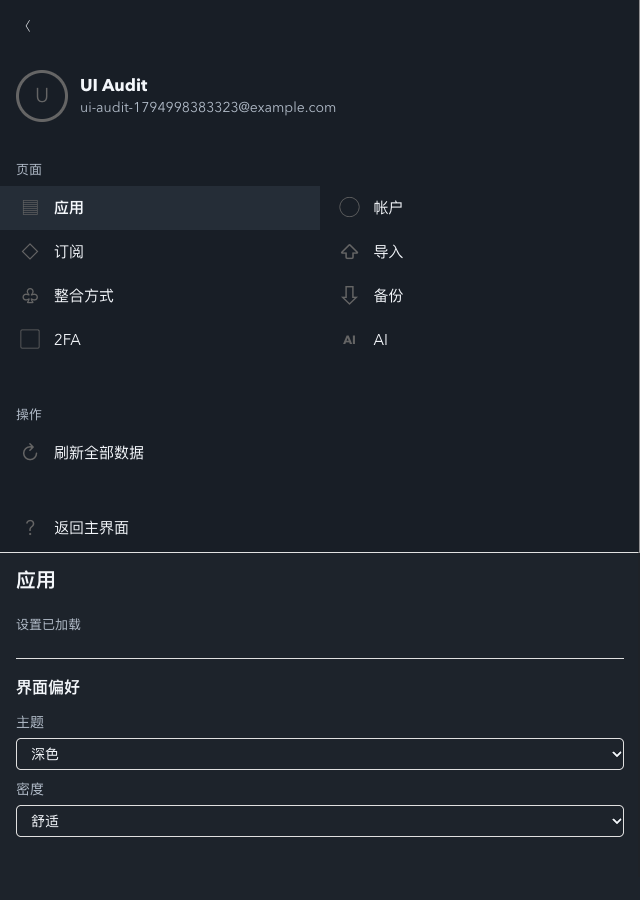 U
UI Audit
ui-audit-1794998383323@example.com
页面
应用
帐户
订阅
导入
整合方式
备份
2FA
AI AI
操作
刷新全部数据
? 返回主界面
应用
设置已加载
界面偏好
主题
深色
密度
舒适